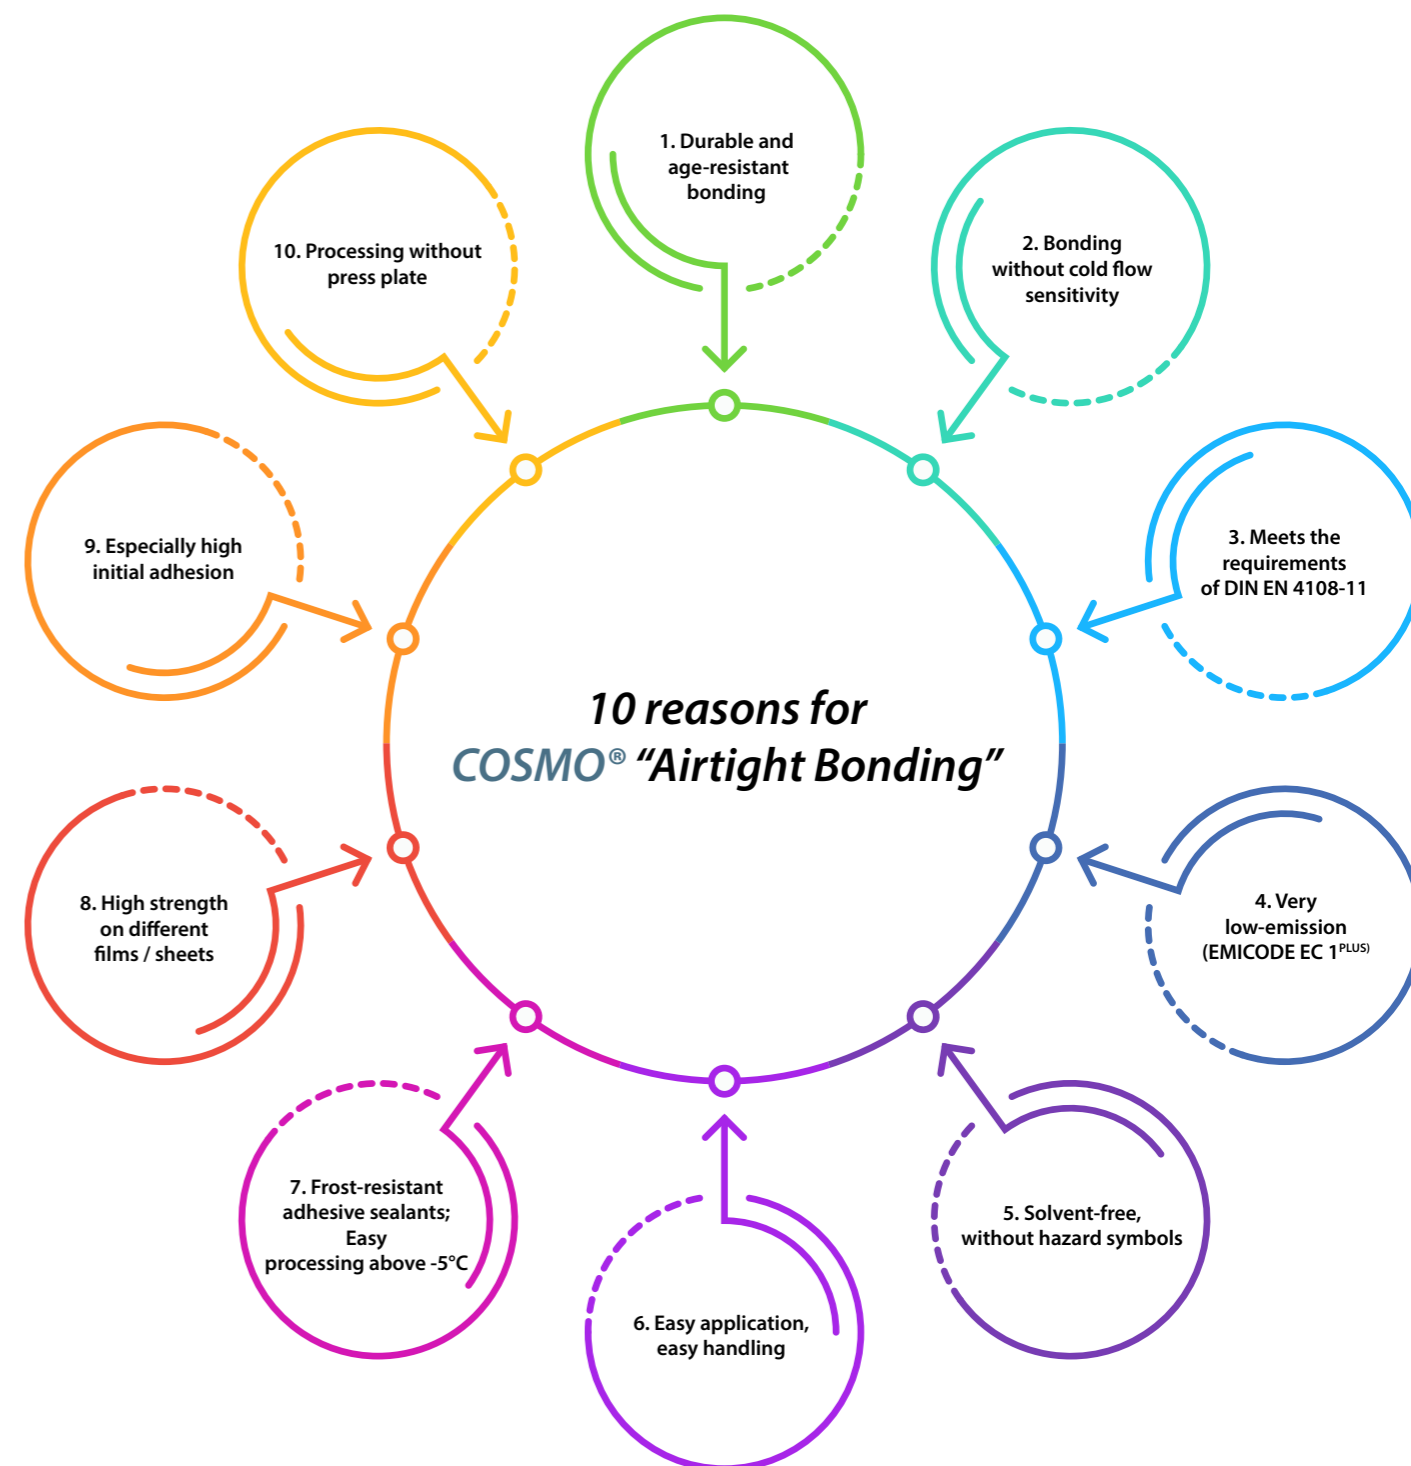 10 reasons for
COSMO® “Airtight Bonding”
1. Durable and
age-resistant
bonding
2. Bonding
without cold flow
sensitivity
3. Meets the
requirements
of DIN EN 4108-11
4. Very
low-emission
(EMICODE EC 1PLUS)
5. Solvent-free,
without hazard symbols
6. Easy application,
easy handling
7. Frost-resistant
adhesive sealants;
Easy
processing above -5°C
8. High strength
on different
films / sheets
9. Especially high
initial adhesion
10. Processing without
press plate